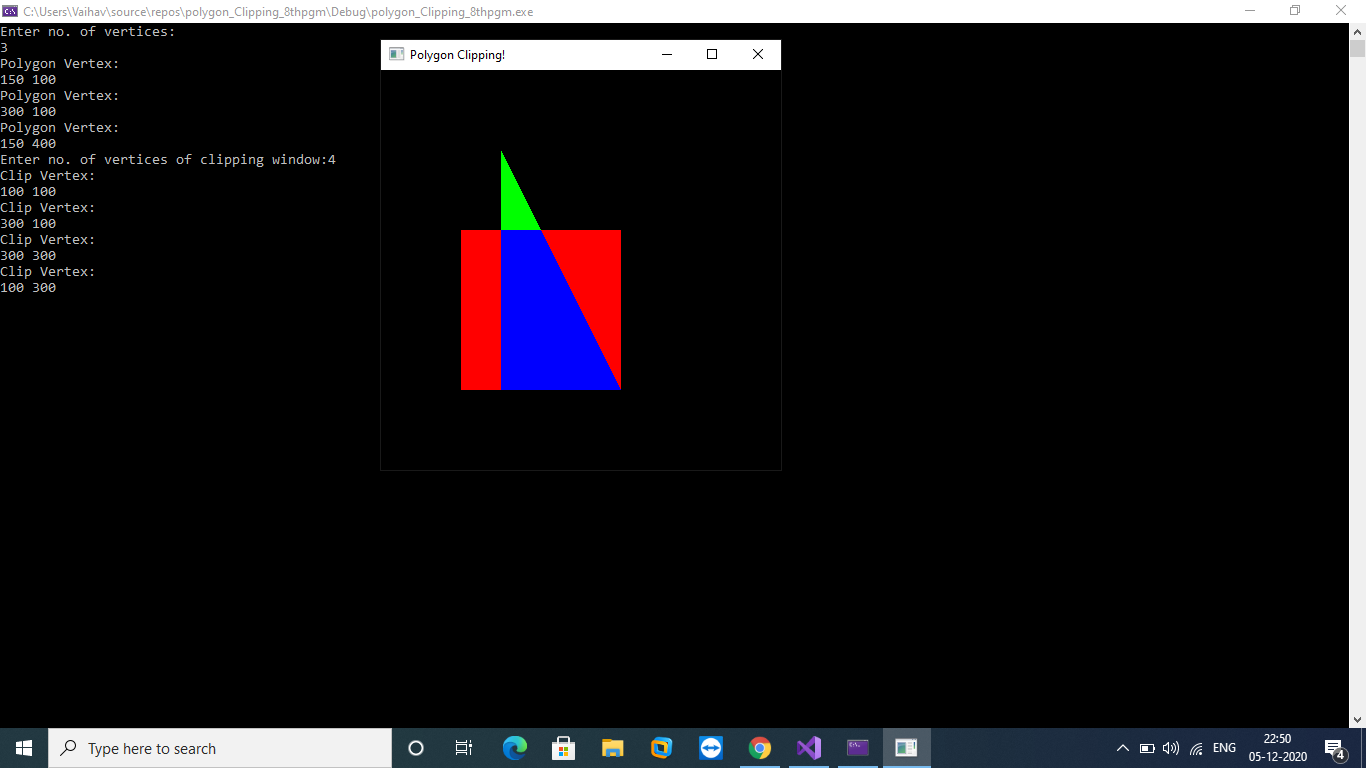 C:\Users\Vaihav\source\repos\polygon_Clipping_8thpgm\Debug\polygon_Clipping_8thpgm.exe
Enter no. of vertices:
3
Polygon Vertex:
150 100
Polygon Vertex:
300 100
Polygon Vertex:
150 400
Enter no. of vertices of clipping window:4
Clip Vertex:
100 100
Clip Vertex:
300 100
Clip Vertex:
300 300
Clip Vertex:
100 300
Polygon Clipping!
Type here to search
ENG
22:50
05-12-2020
4